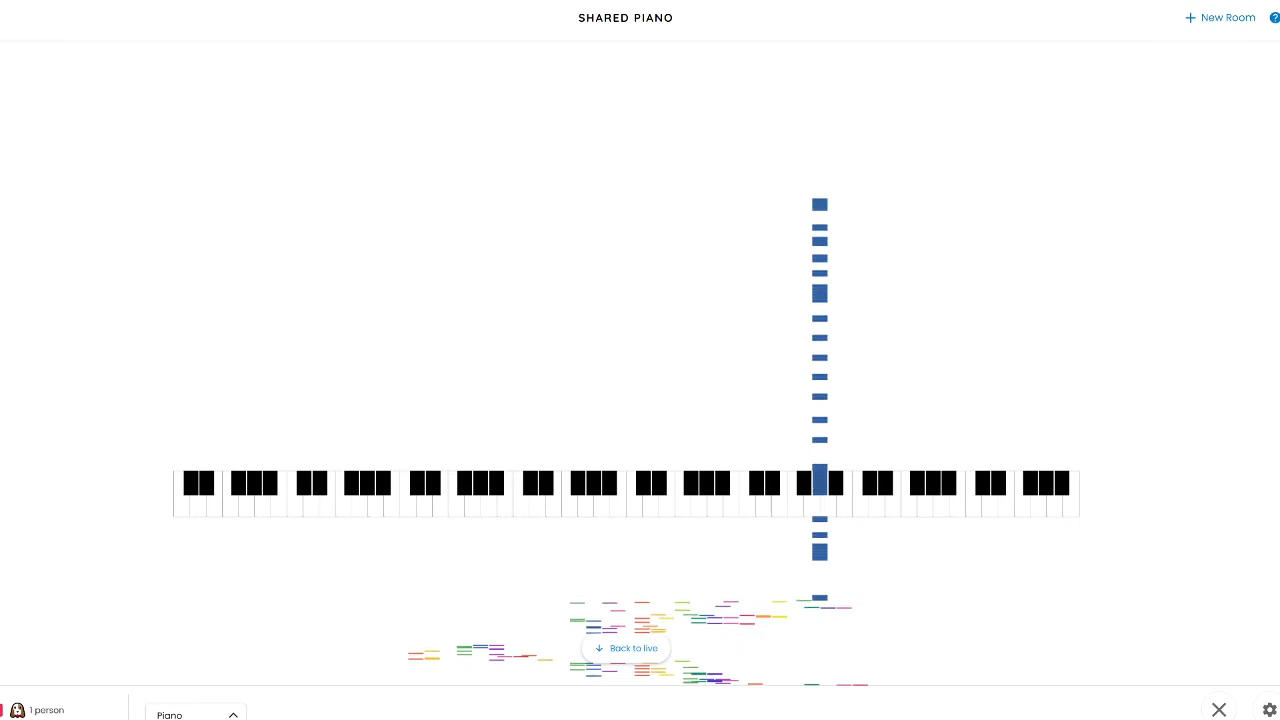 SHARED PIANO
+ New Room
?
↓ Back to live
1 person
Piano